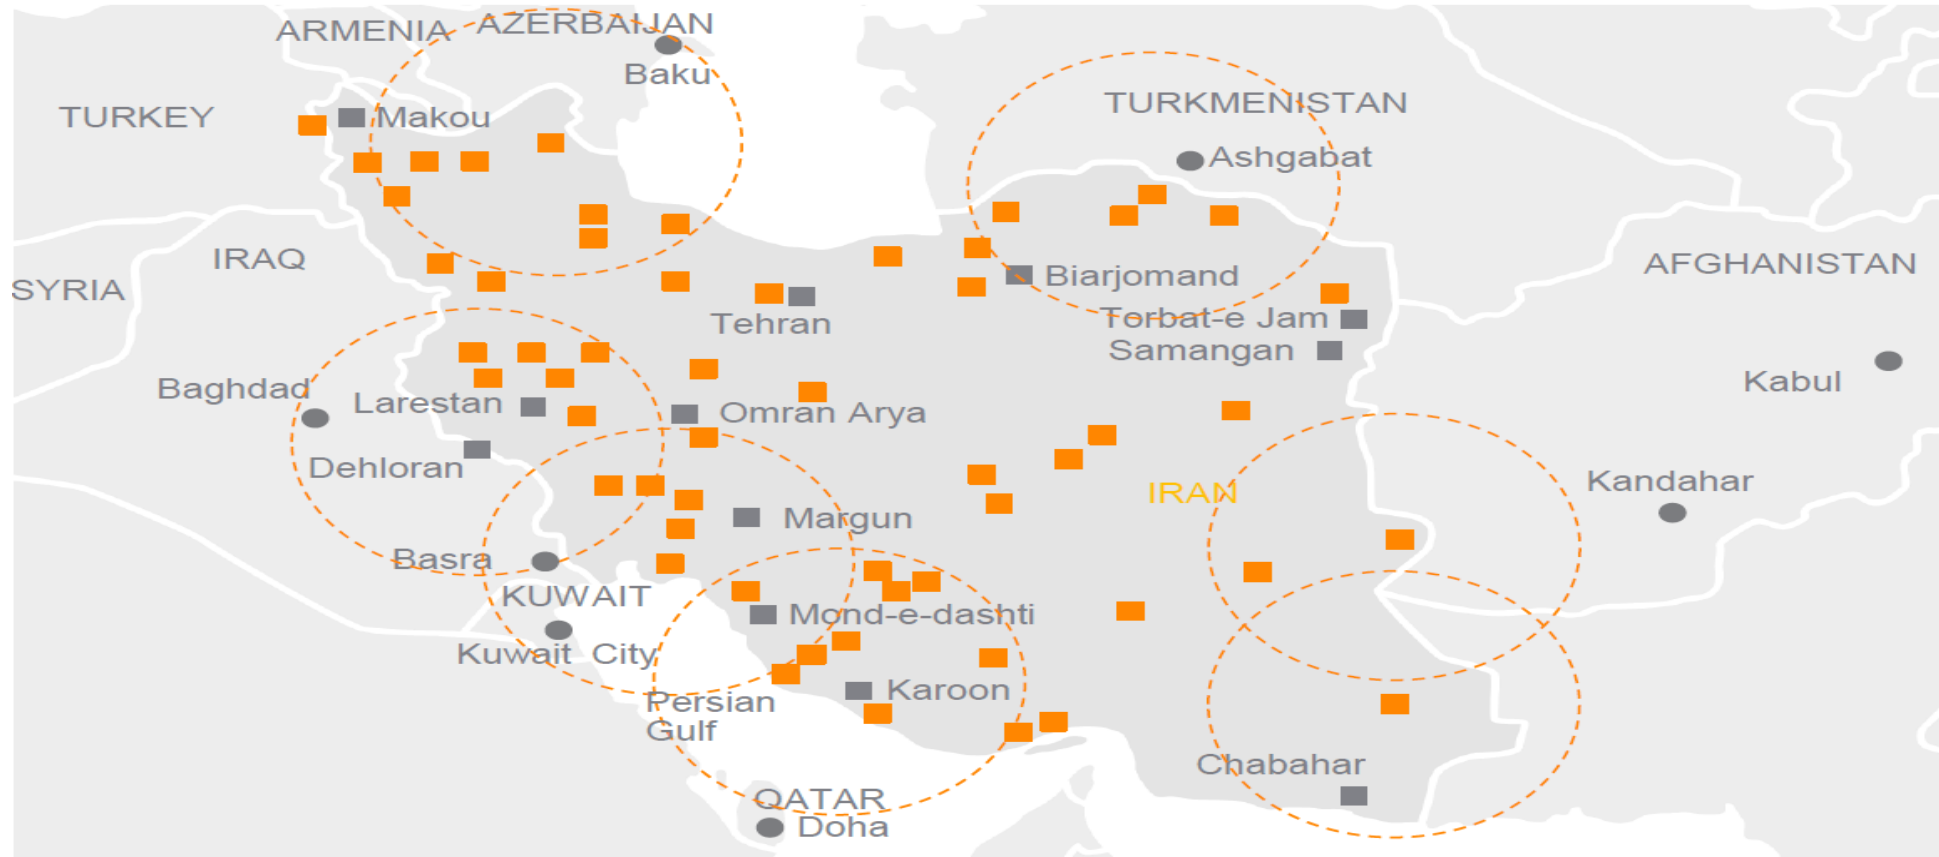 ARMENIA
AZERBAIJAN
Baku
TURKEY
Makou
TURKMENISTAN
Ashgabat
IRAQ
SYRIA
Biarjomand
AFGHANISTAN
Tehran
Torbat-e Jam
Samangan
Kabul
Baghdad
Larestan
Omran Arya
Dehloran
IRAN
Kandahar
Margun
Basra
KUWAIT
Mond-e-dashti
Kuwait City
Karoon
Persian
Gulf
Chabahar
QATAR
Doha